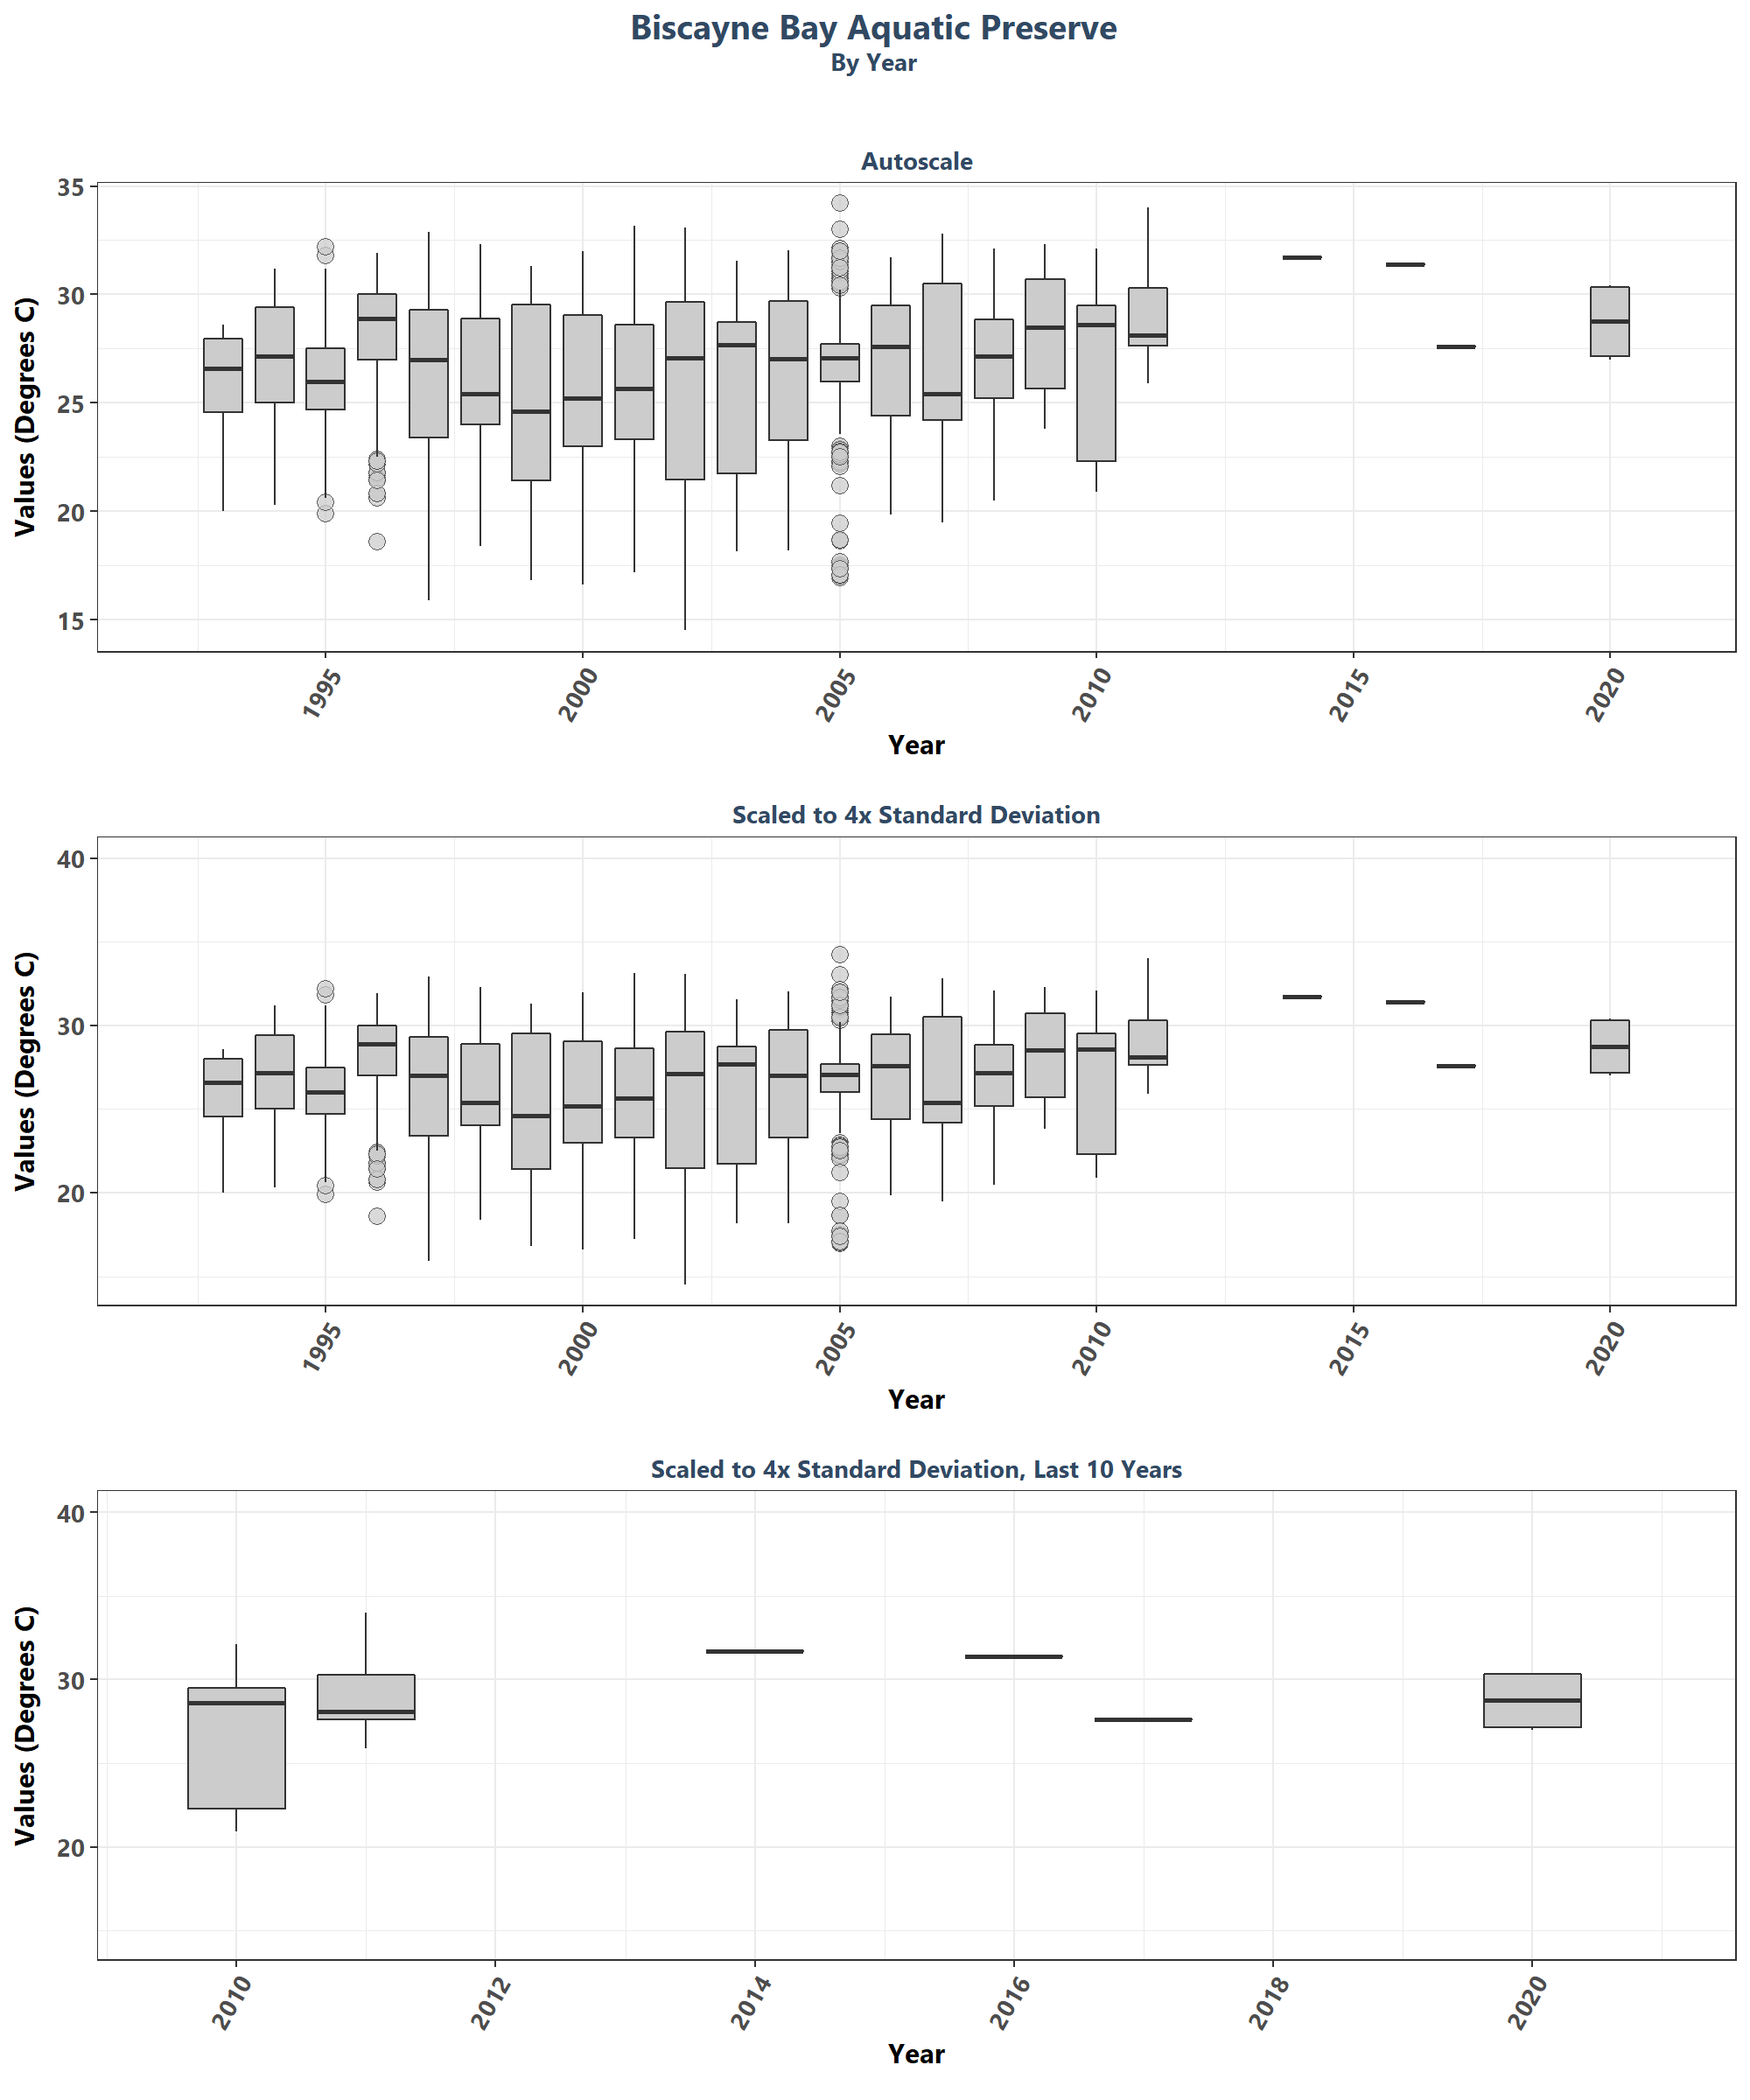 Biscayne Bay Aquatic Preserve
By Year
Autoscale
Values (Degrees C)
35
30
25
20
15
1995 2000 2005 2010 2015 2020
Year
Scaled to 4x Standard Deviation
Values (Degrees C)
40
30
20
1995 2000 2005 2010 2015 2020
Year
Scaled to 4x Standard Deviation, Last 10 Years
Values (Degrees C)
40
30
20
2010 2012 2014 2016 2018 2020
Year